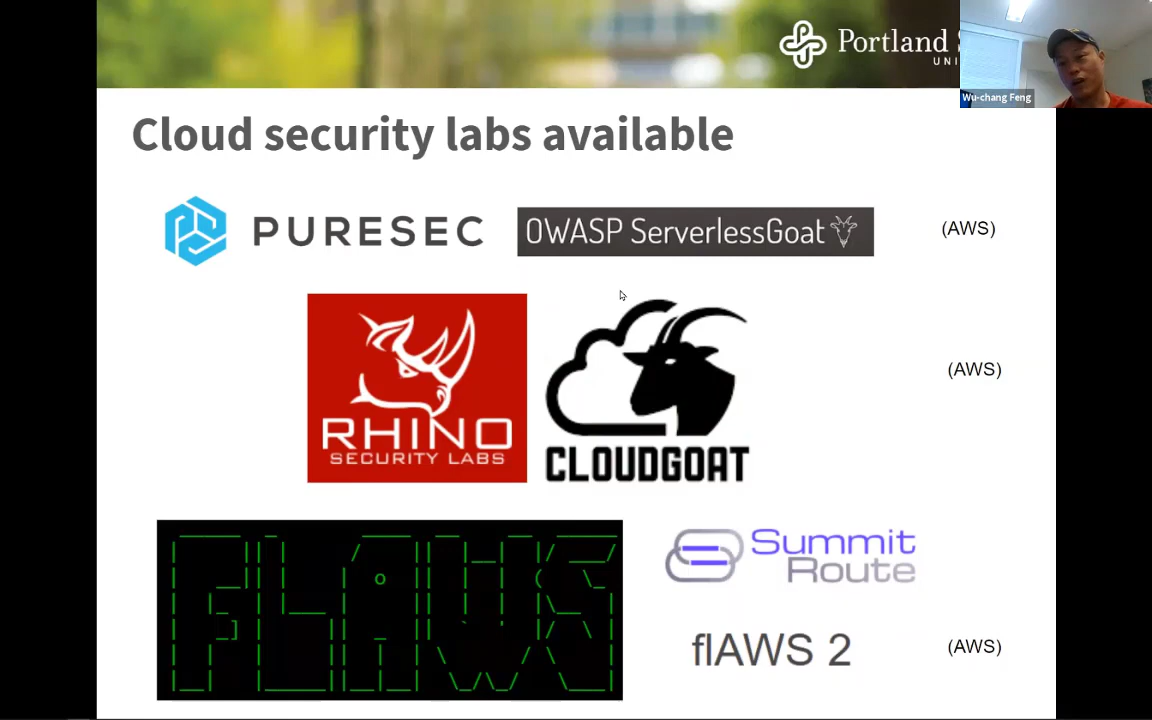 Portland
UNI
Wu-chang Feng
Cloud security labs available
PURESEC
OWASP ServerlessGoat
(AWS)
RHINO
SECURITY LABS
CLOUDGOAT
(AWS)
FLAWS
Summit
Route
flAWS 2
(AWS)